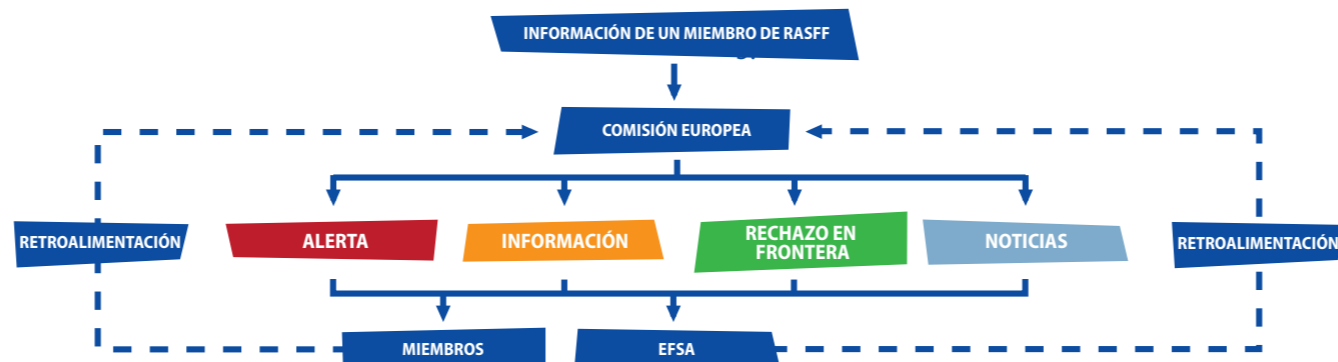 INFORMACIÓN DE UN MIEMBRO DE RASFF
COMISIÓN EUROPEA
RETROALIMENTACIÓN
ALERTA
INFORMACIÓN
RECHAZO EN
FRONTERA
NOTICIAS
RETROALIMENTACIÓN
MIEMBROS
EFSA